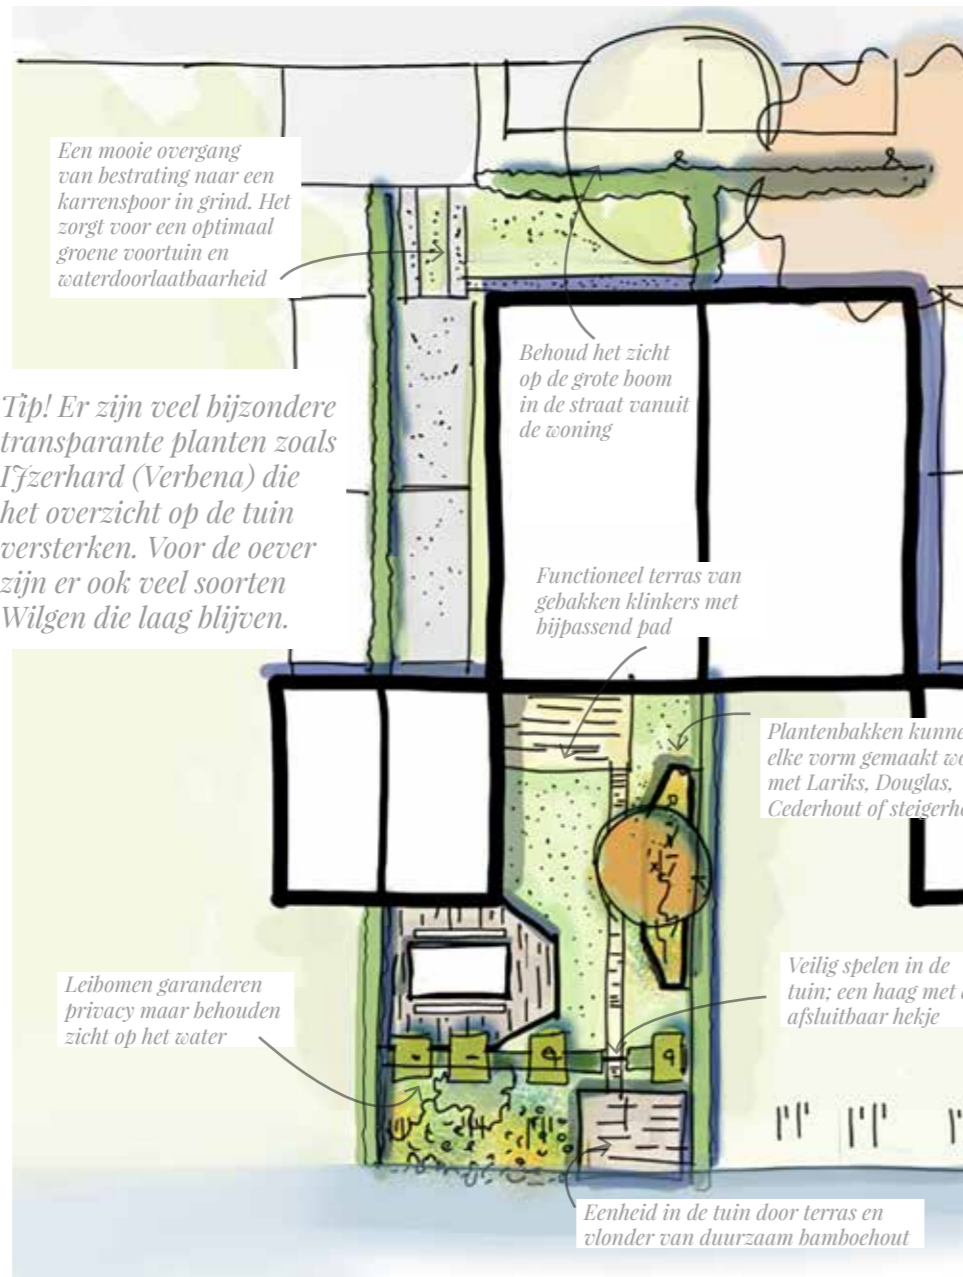 Een mooie overgang
van bestrating naar een
karrenspoor in grind. Het
zorgt voor een optimaal
groene voortuin en
waterdoorlaatbaarheid
Behoud het zicht
op de grote boom
in de straat vanuit
de woning
Tip! Er zijn veel bijzondere
transparante planten zoals
IJzerhard (Verbena) die
het overzicht op de tuin
versterken. Voor de oever
zijn er ook veel soorten
Wilgen die laag blijven.
Functioneel terras van
gebakken klinkers met
bijpassend pad
Plantenbakken kunne
elke vorm gemaakt wo
met Lariks, Douglas,
Cederhout of steigerh
Leibomen garanderen
privacy maar behouden
zicht op het water
Veilig spelen in de
tuin; een haag met
afsluitbaar hekje
Eenheid in de tuin door terras en
vlonder van duurzaam bamboehout